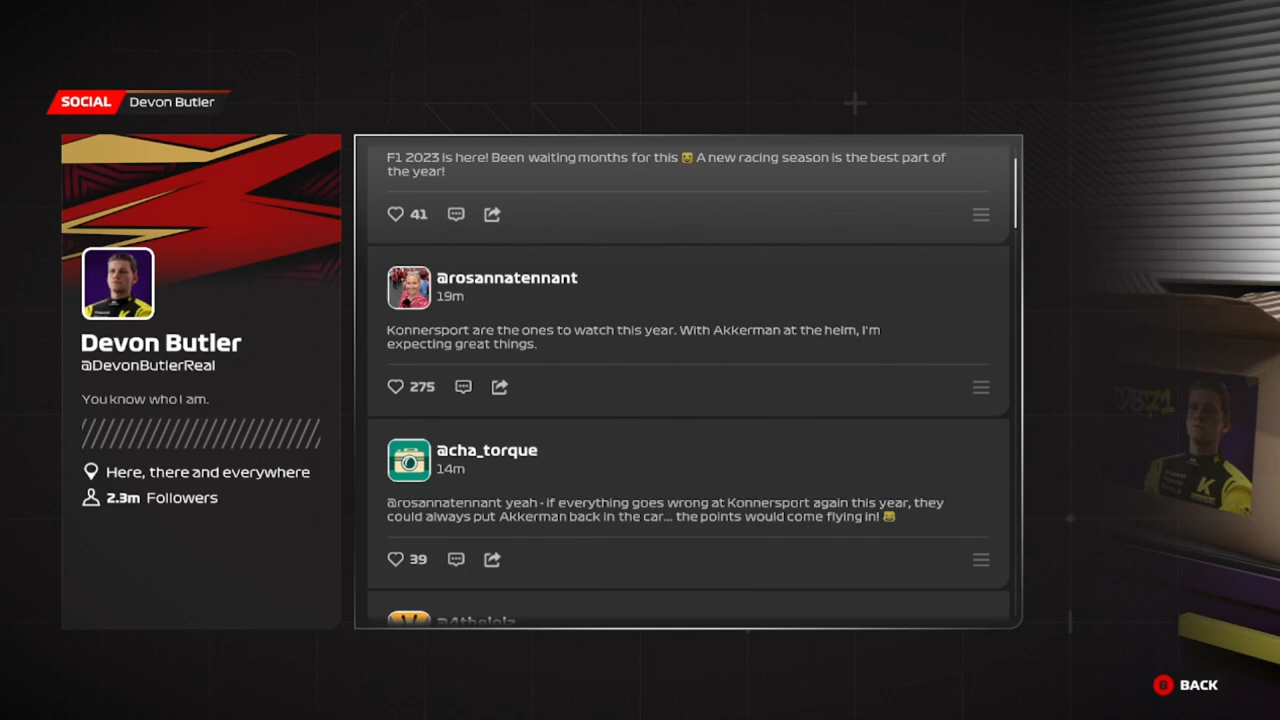 SOCIAL Devon Butler
F1 2023 is here! Been waiting months for this 😆 A new racing season is the best part of
the year!
41
@rosannatennant
19m
Konnersport are the ones to watch this year. With Akkerman at the helm, I'm
expecting great things.
275
@cha_torque
14m
@rosannatennant yeah - if everything goes wrong at Konnersport again this year, they
could always put Akkerman back in the car... the points would come flying in! 😆
39
Devon Butler
@DevonButlerReal
You know who I am.
Here, there and everywhere
2.3m Followers
DB71
K
B BACK